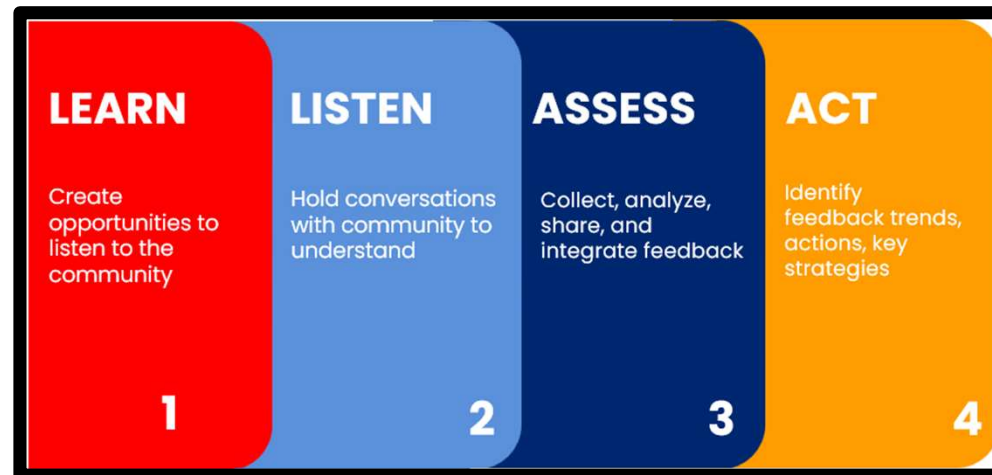 LEARN
Create
opportunities to
listen to the
community
1
LISTEN
Hold conversations
with community to
understand
2
ASSESS
Collect, analyze,
share, and
integrate feedback
3
ACT
Identify
feedback trends,
actions, key
strategies
4